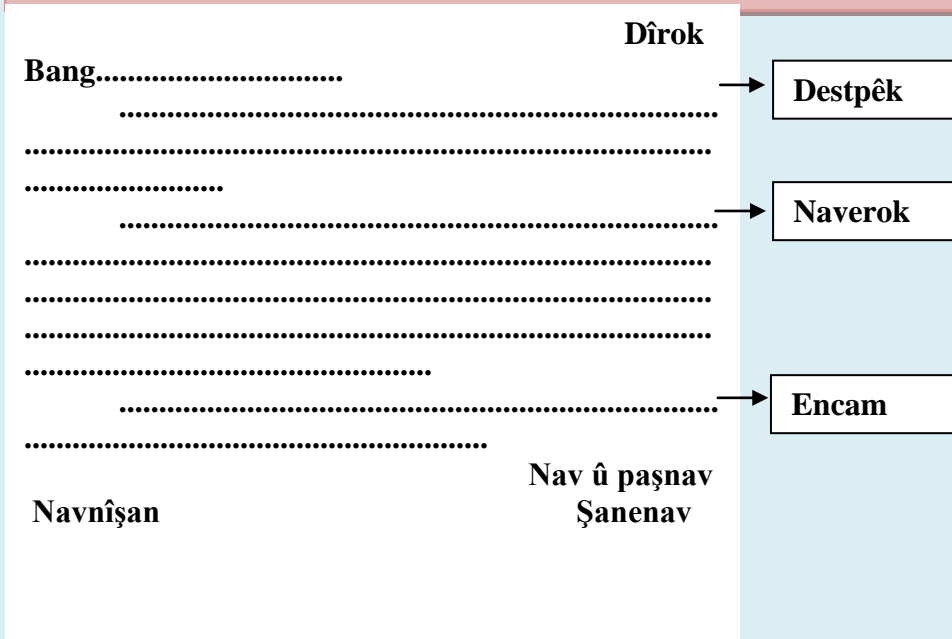 Dîrok
Bang...............................
Destpêk
...........................................................................
......................................................................................
.........................
...........................................................................
Naverok
......................................................................................
......................................................................................
......................................................................................
...................................................
...........................................................................
Encam
..........................................................
Nav û paşnav
Navnîşan Şanenav